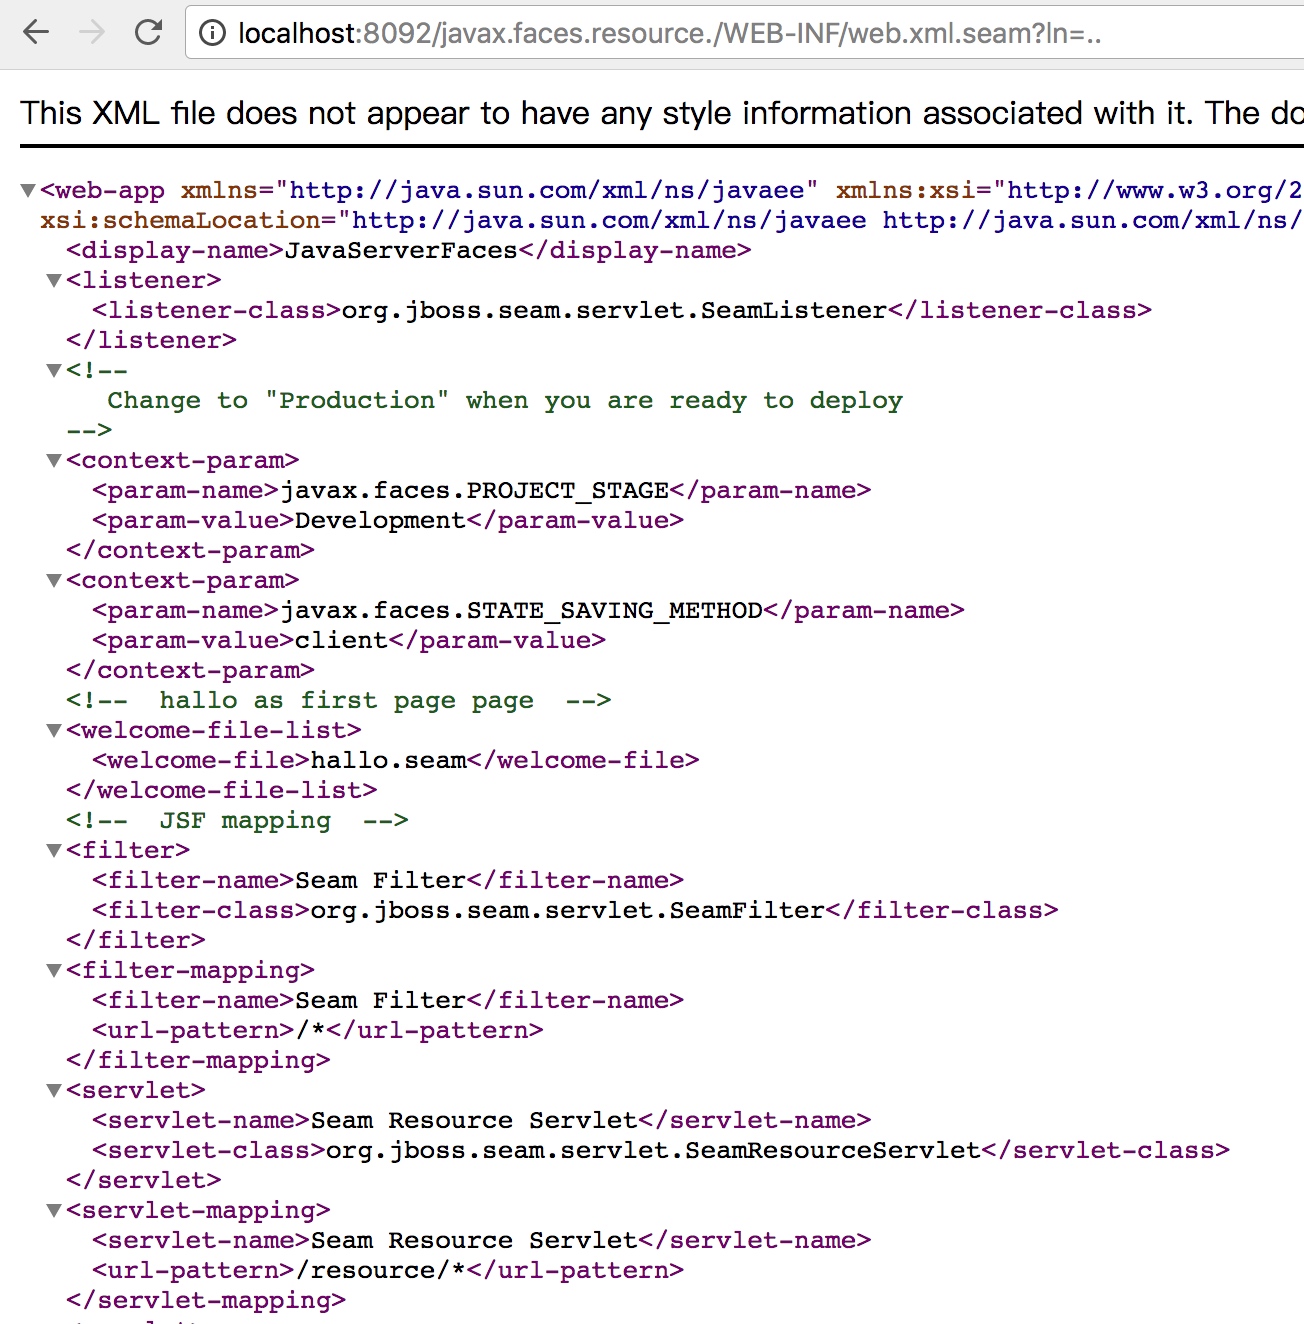 localhost:8092/javax.faces.resource./WEB-INF/web.xml.seam?ln=..
This XML file does not appear to have any style information associated with it. The do
<web-app xmlns="http://java.sun.com/xml/ns/javaee" xmlns:xsi="http://www.w3.org/2
xsi:schemaLocation="http://java.sun.com/xml/ns/javaee http://java.sun.com/xml/ns/
<display-name>JavaServerFaces</display-name>
<listener>
<listener-class>org.jboss.seam.servlet.SeamListener</listener-class>
</listener>
<!--
Change to "Production" when you are ready to deploy
-->
<context-param>
<param-name>javax.faces.PROJECT_STAGE</param-name>
<param-value>Development</param-value>
</context-param>
<context-param>
<param-name>javax.faces.STATE_SAVING_METHOD</param-name>
<param-value>client</param-value>
</context-param>
<!-- hallo as first page page -->
<welcome-file-list>
<welcome-file>hallo.seam</welcome-file>
</welcome-file-list>
<!-- JSF mapping -->
<filter>
<filter-name>Seam Filter</filter-name>
<filter-class>org.jboss.seam.servlet.SeamFilter</filter-class>
</filter>
<filter-mapping>
<filter-name>Seam Filter</filter-name>
<url-pattern>/*</url-pattern>
</filter-mapping>
<servlet>
<servlet-name>Seam Resource Servlet</servlet-name>
<servlet-class>org.jboss.seam.servlet.SeamResourceServlet</servlet-class>
</servlet>
<servlet-mapping>
<servlet-name>Seam Resource Servlet</servlet-name>
<url-pattern>/resource/*</url-pattern>
</servlet-mapping>